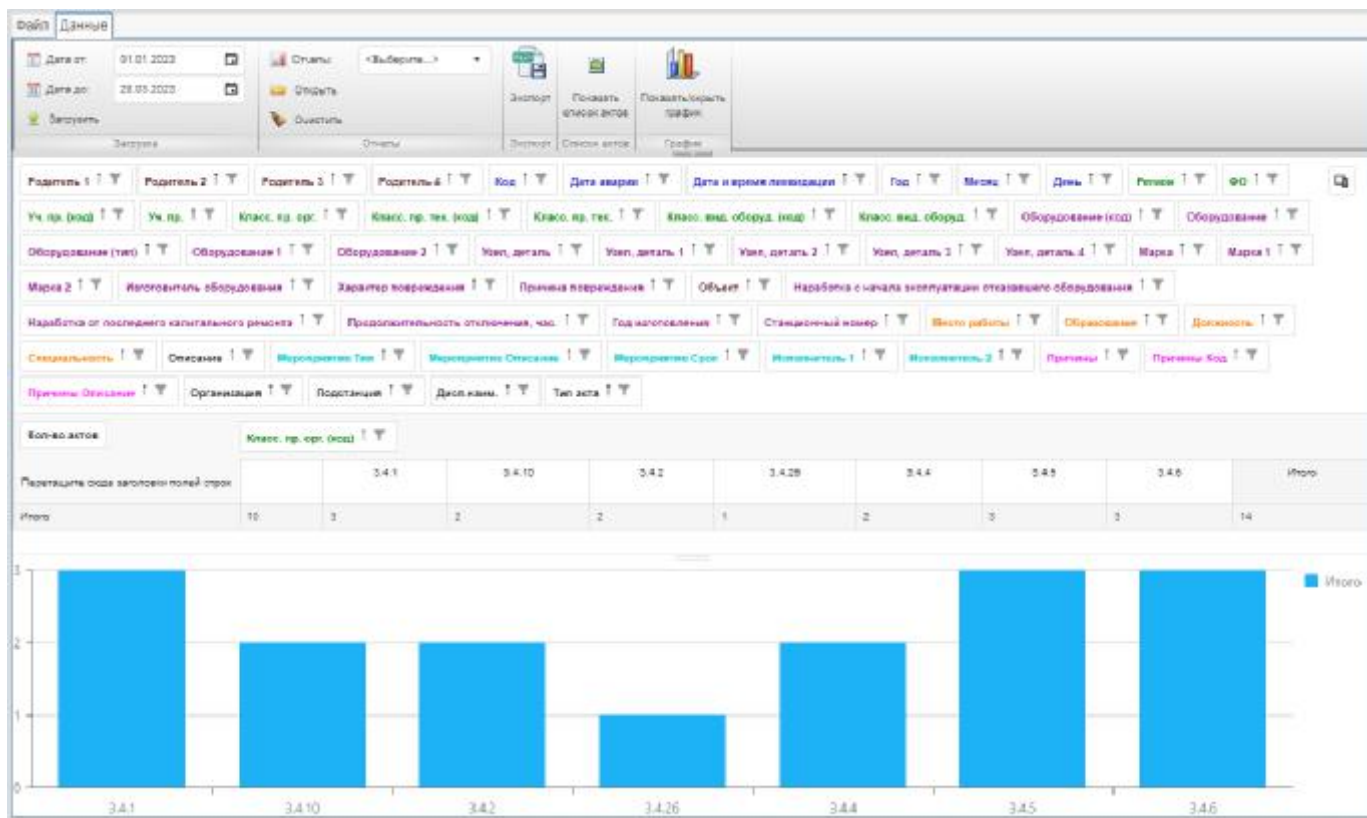 Файл Данные
Дата от: 01.01.2023 Отчеты: <Выберите...>
Дата до: 28.03.2023 Открыть Экспорт Показать список актов Показать/скрыть график
Загрузить Очистить
Загрузка Отчеты Экспорт Список актов График
Родитель 1 Родитель 2 Родитель 3 Родитель 4 Код Дата аварии Дата и время ликвидации Год Месяц День Регион ФО
Уч. пр. (код) Уч. пр. Класс. пр. орг. Класс. пр. тех. (код) Класс. пр. тех. Класс. вид. оборуд. (код) Класс. вид. оборуд. Оборудование (код) Оборудование
Оборудование (тип) Оборудование 1 Оборудование 2 Узел, деталь Узел, деталь 1 Узел, деталь 2 Узел, деталь 3 Узел, деталь 4 Марка Марка 1
Марка 2 Изготовитель оборудования Характер повреждения Причина повреждения Объект Наработка с начала эксплуатации отказавшего оборудования
Наработка от последнего капитального ремонта Продолжительность отключения, час. Год изготовления Станционный номер Место работы Образование Должность
Специальность Описание Мероприятие Тип Мероприятие Описание Мероприятие Срок Исполнитель 1 Исполнитель 2 Причины Причины Код
Причины Описание Организация Подстанция Дисп.наим. Тип акта
Кол-во актов Класс. пр. орг. (код)
Перетащите сюда заголовки полей строк 3.4.1 3.4.10 3.4.2 3.4.26 3.4.4 3.4.5 3.4.6 Итого
Итого 10 3 2 2 1 2 3 3 14
3
Итого
2
1
0
3.4.1 3.4.10 3.4.2 3.4.26 3.4.4 3.4.5 3.4.6